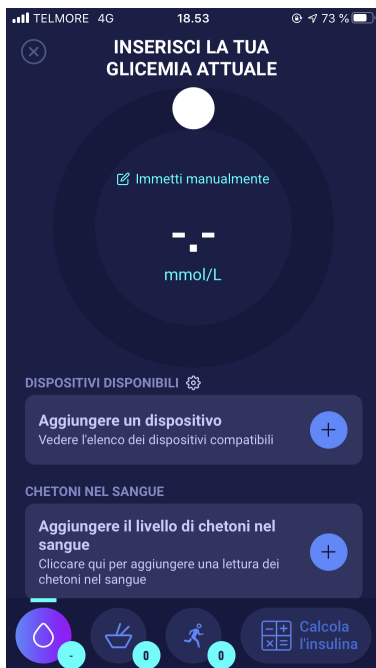 TELMORE 4G 18.53 73 %
INSERISCI LA TUA
GLICEMIA ATTUALE
Immetti manualmente
-.-
mmol/L
DISPOSITIVI DISPONIBILI
Aggiungere un dispositivo
Vedere l'elenco dei dispositivi compatibili
CHETONI NEL SANGUE
Aggiungere il livello di chetoni nel
sangue
Cliccare qui per aggiungere una lettura dei
chetoni nel sangue
Calcola
l'insulina
- 0 0